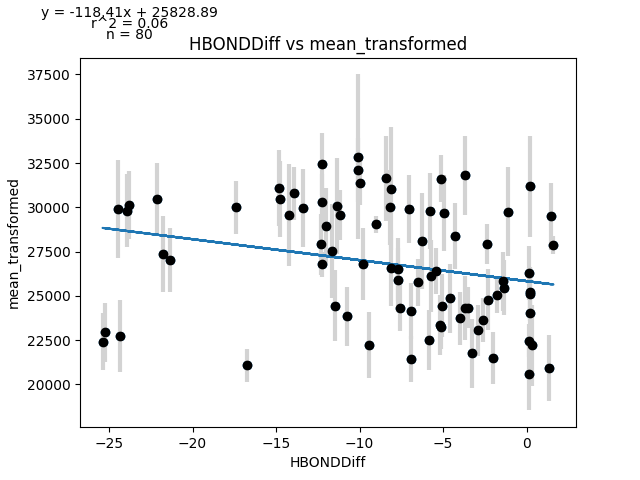 y = -118.41x + 25828.89
r^2 = 0.06
n = 80
HBONDDiff vs mean_transformed
37500
35000
32500
30000
27500
25000
22500
20000
mean_transformed
−25 −20 −15 −10 −5 0
HBONDDiff